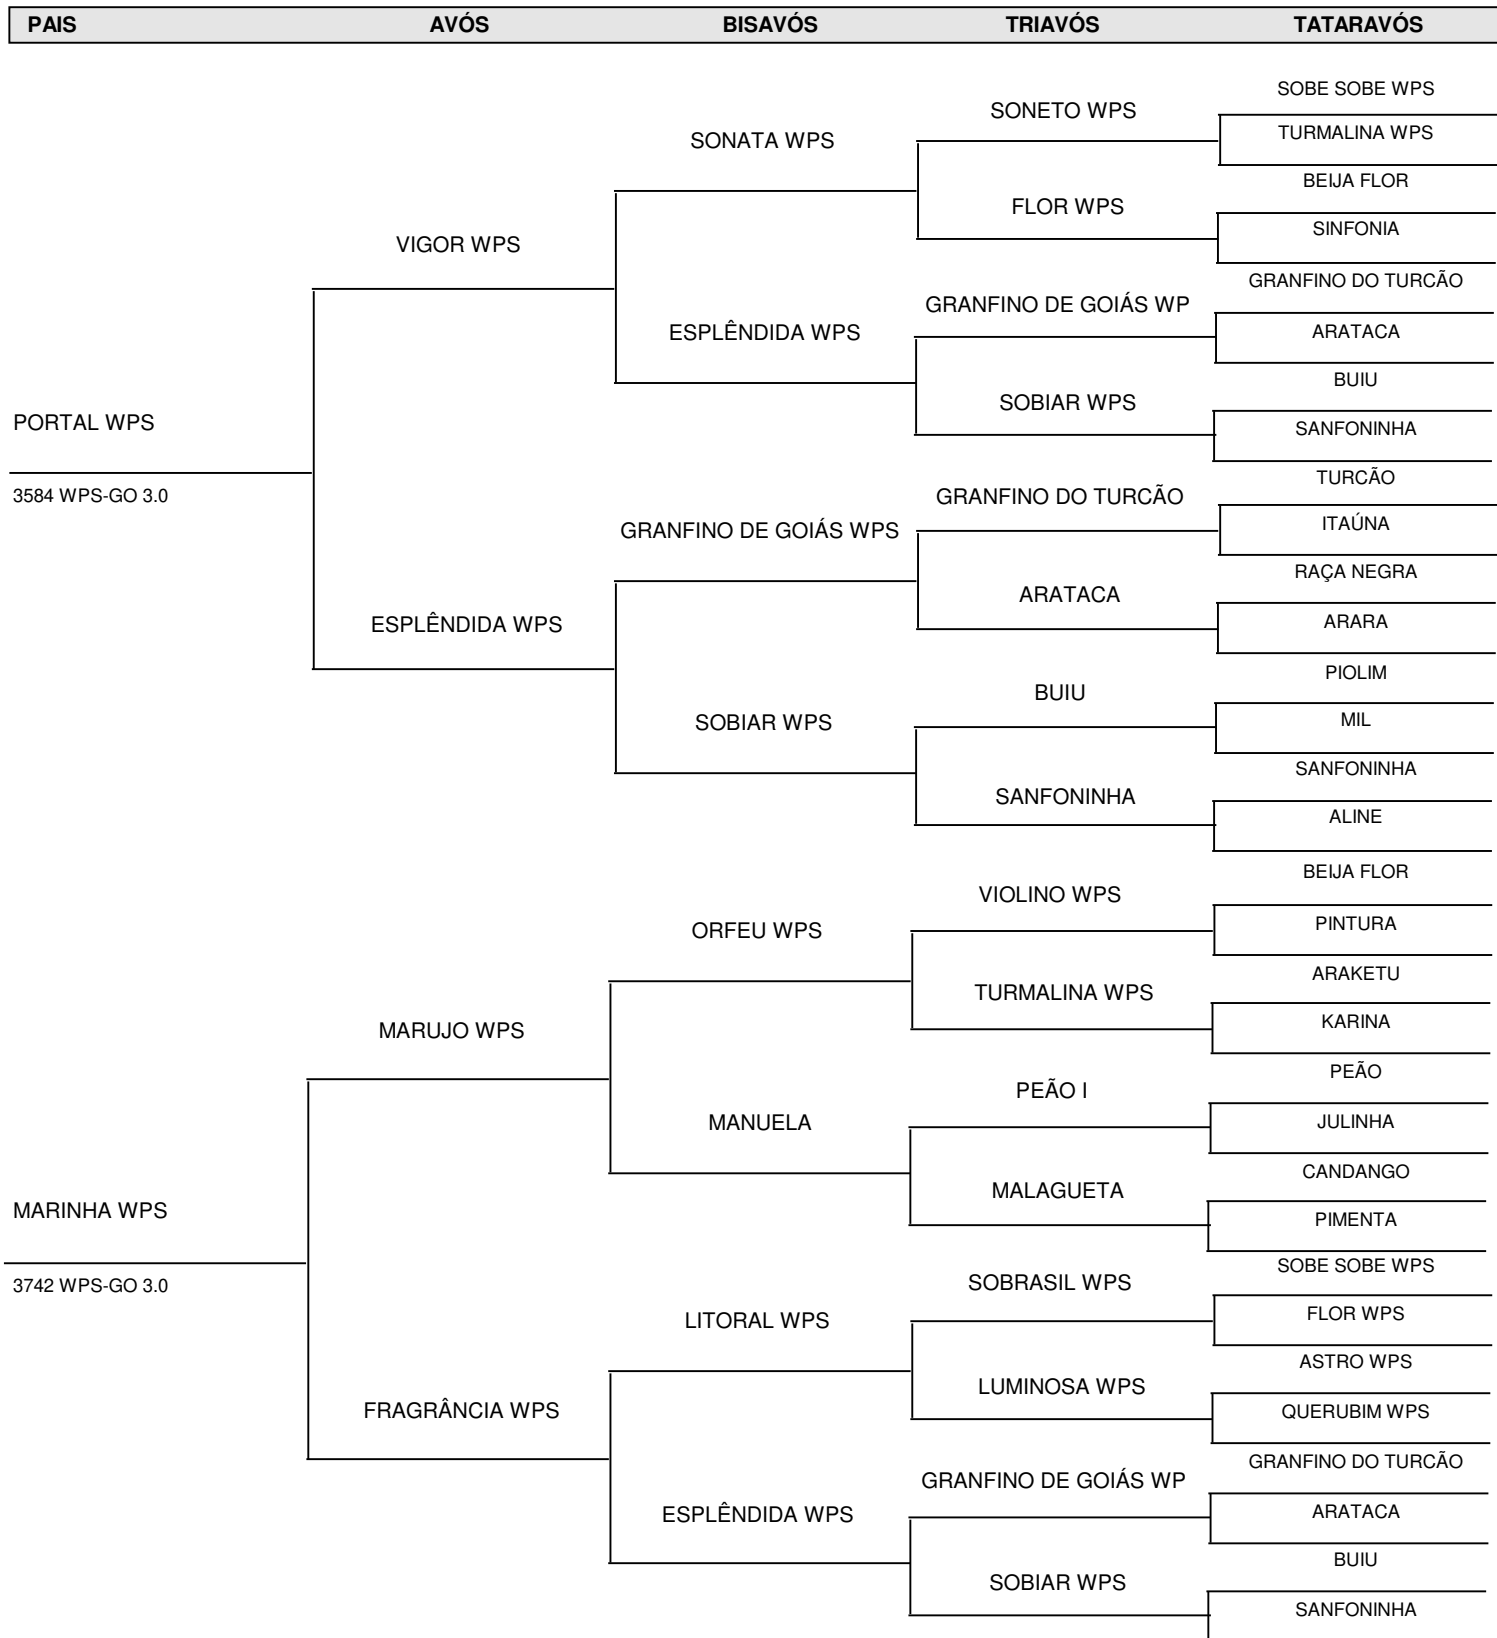 PAIS AVÓS BISAVÓS TRIAVÓS TATARAVÓS
SOBE SOBE WPS
SONETO WPS
TURMALINA WPS
SONATA WPS
BEIJA FLOR
FLOR WPS
SINFONIA
VIGOR WPS
GRANFINO DO TURCÃO
GRANFINO DE GOIÁS WP
ARATACA
ESPLÊNDIDA WPS
BUIU
SOBIAR WPS
SANFONINHA
PORTAL WPS
3584 WPS-GO 3.0
TURCÃO
GRANFINO DO TURCÃO
ITAÚNA
GRANFINO DE GOIÁS WPS
RAÇA NEGRA
ARATACA
ARARA
ESPLÊNDIDA WPS
PIOLIM
BUIU
MIL
SOBIAR WPS
SANFONINHA
SANFONINHA
ALINE
BEIJA FLOR
VIOLINO WPS
PINTURA
ORFEU WPS
ARAKETU
TURMALINA WPS
KARINA
MARUJO WPS
PEÃO
PEÃO I
JULINHA
MANUELA
CANDANGO
MALAGUETA
PIMENTA
MARINHA WPS
3742 WPS-GO 3.0
SOBE SOBE WPS
SOBRASIL WPS
FLOR WPS
LITORAL WPS
ASTRO WPS
LUMINOSA WPS
QUERUBIM WPS
FRAGRÂNCIA WPS
GRANFINO DO TURCÃO
GRANFINO DE GOIÁS WP
ARATACA
ESPLÊNDIDA WPS
BUIU
SOBIAR WPS
SANFONINHA